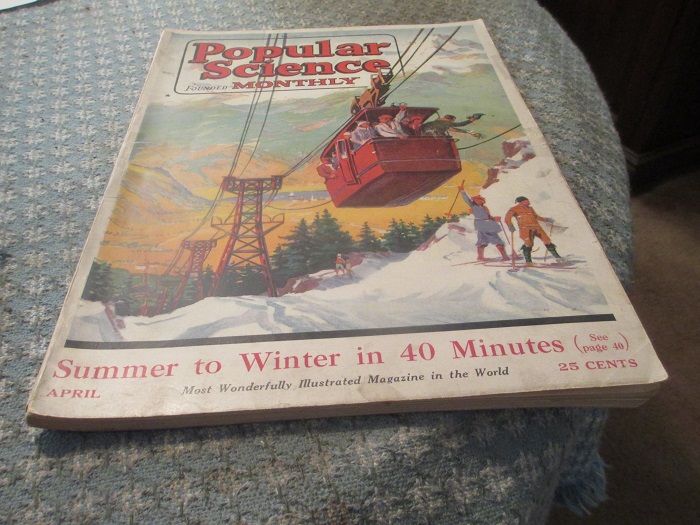 Popular
Science
FOUNDED MONTHLY
Summer to Winter in 40 Minutes (See page 40)
APRIL
Most Wonderfully Illustrated Magazine in the World
25 CENTS